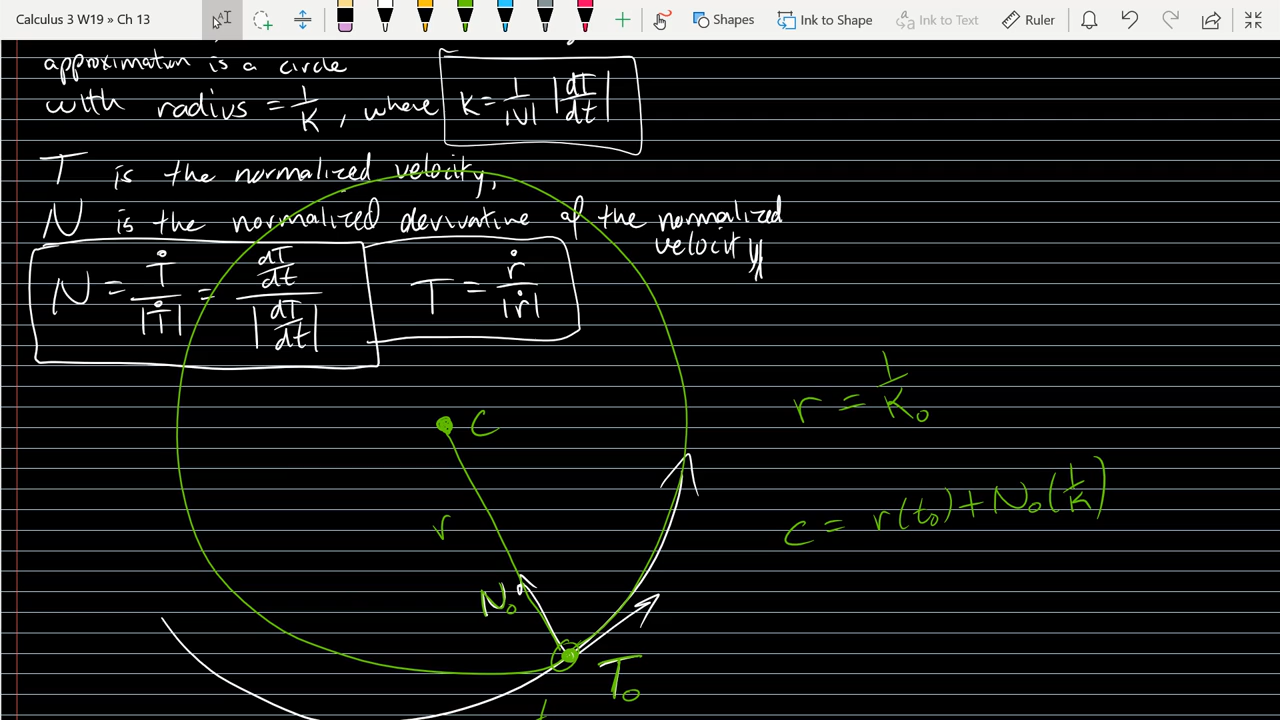 Calculus 3 W19 » Ch 13
Shapes
Ink to Shape
Ink to Text
Ruler
approximation is a circle
with radius = 1/K, where K = 1/|V| |dT/dt|
T is the normalized velocity,
N is the normalized derivative of the normalized
velocity
N = Ṫ/|Ṫ| = dT/dt / |dT/dt|
T = ṙ/|ṙ|
r = 1/K₀
C
C = r(t₀) + N₀(1/K)
r
N₀
T₀